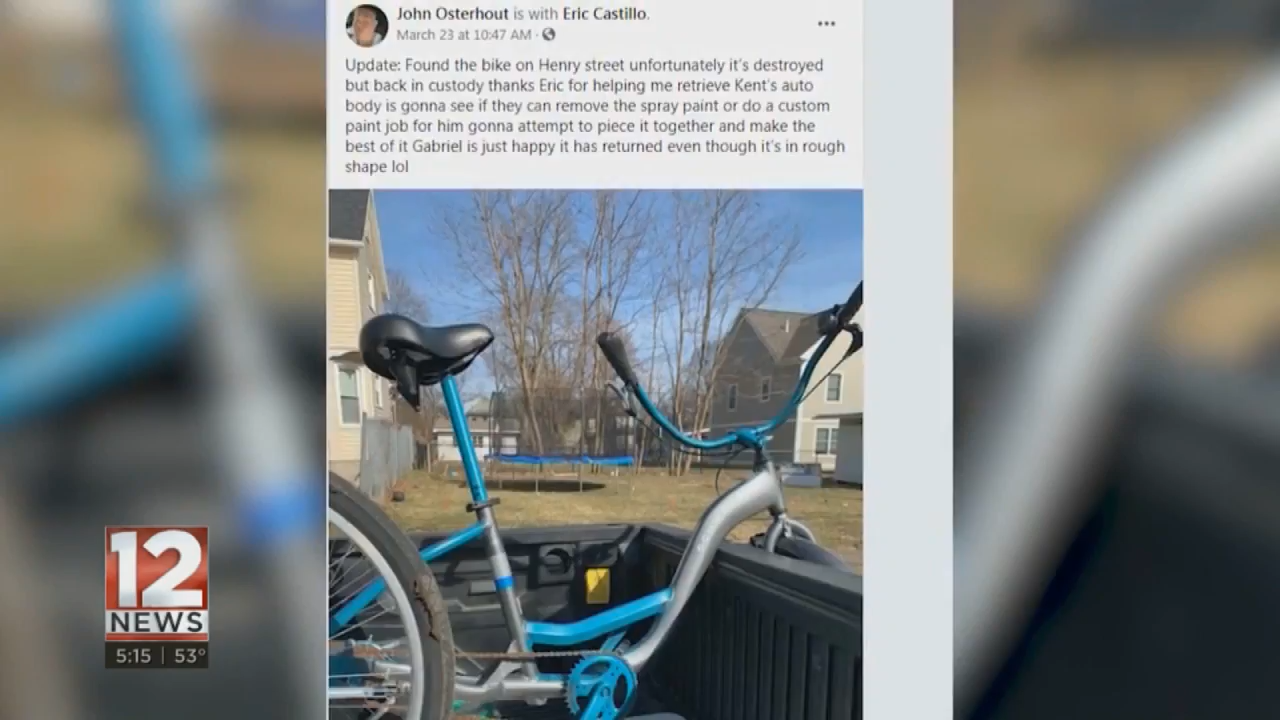 John Osterhout is with Eric Castillo.
March 23 at 10:47 AM ·
Update: Found the bike on Henry street unfortunately it's destroyed
but back in custody thanks Eric for helping me retrieve Kent's auto
body is gonna see if they can remove the spray paint or do a custom
paint job for him gonna attempt to piece it together and make the
best of it Gabriel is just happy it has returned even though it's in rough
shape lol
12
NEWS
5:15 | 53°